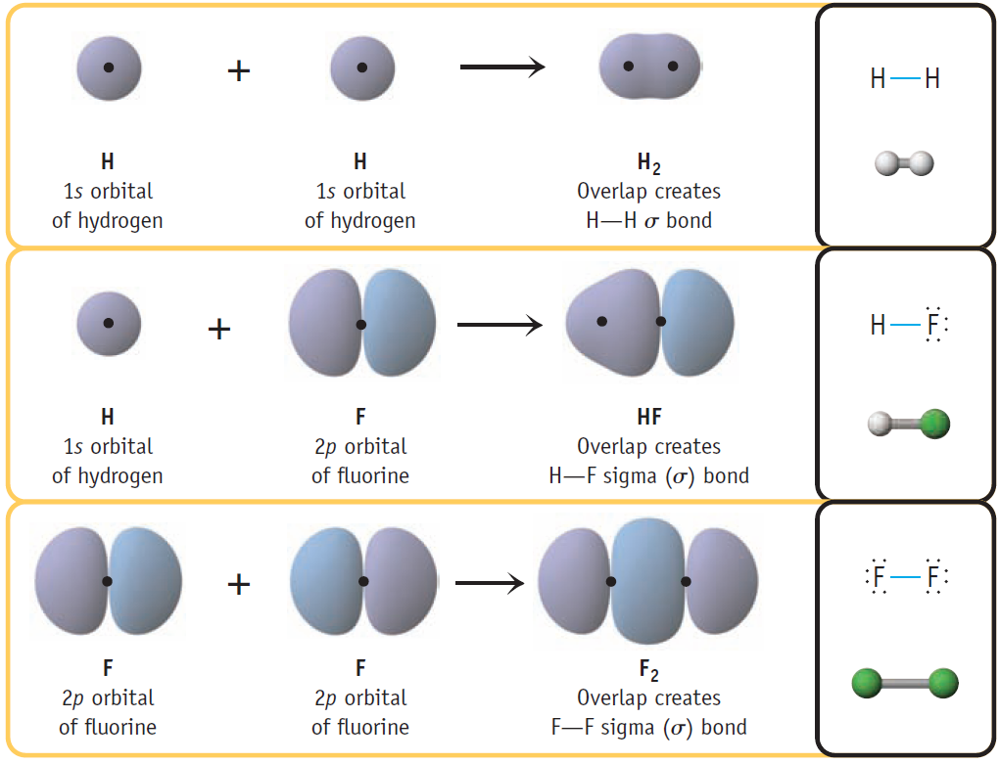 +
H—H
H
1s orbital
of hydrogen
H
1s orbital
of hydrogen
H₂
Overlap creates
H—H σ bond
+
H—F
H
1s orbital
of hydrogen
F
2p orbital
of fluorine
HF
Overlap creates
H—F sigma (σ) bond
+
F—F
F
2p orbital
of fluorine
F
2p orbital
of fluorine
F₂
Overlap creates
F—F sigma (σ) bond